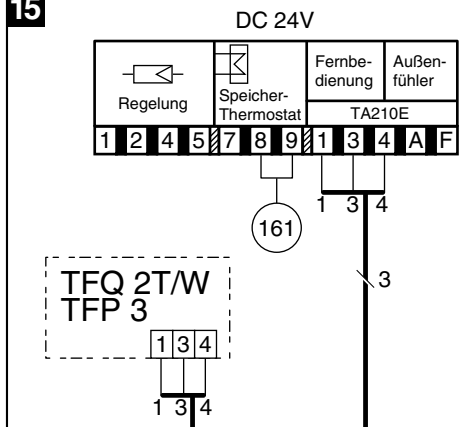 15
DC 24V
Regelung
Speicher-
Thermostat
Fernbe-
dienung
Außen-
fühler
TA210E
1 2 4 5 7 8 9 1 3 4 A F
1 3 4
161
3
TFQ 2T/W
TFP 3
1 3 4
1 3 4